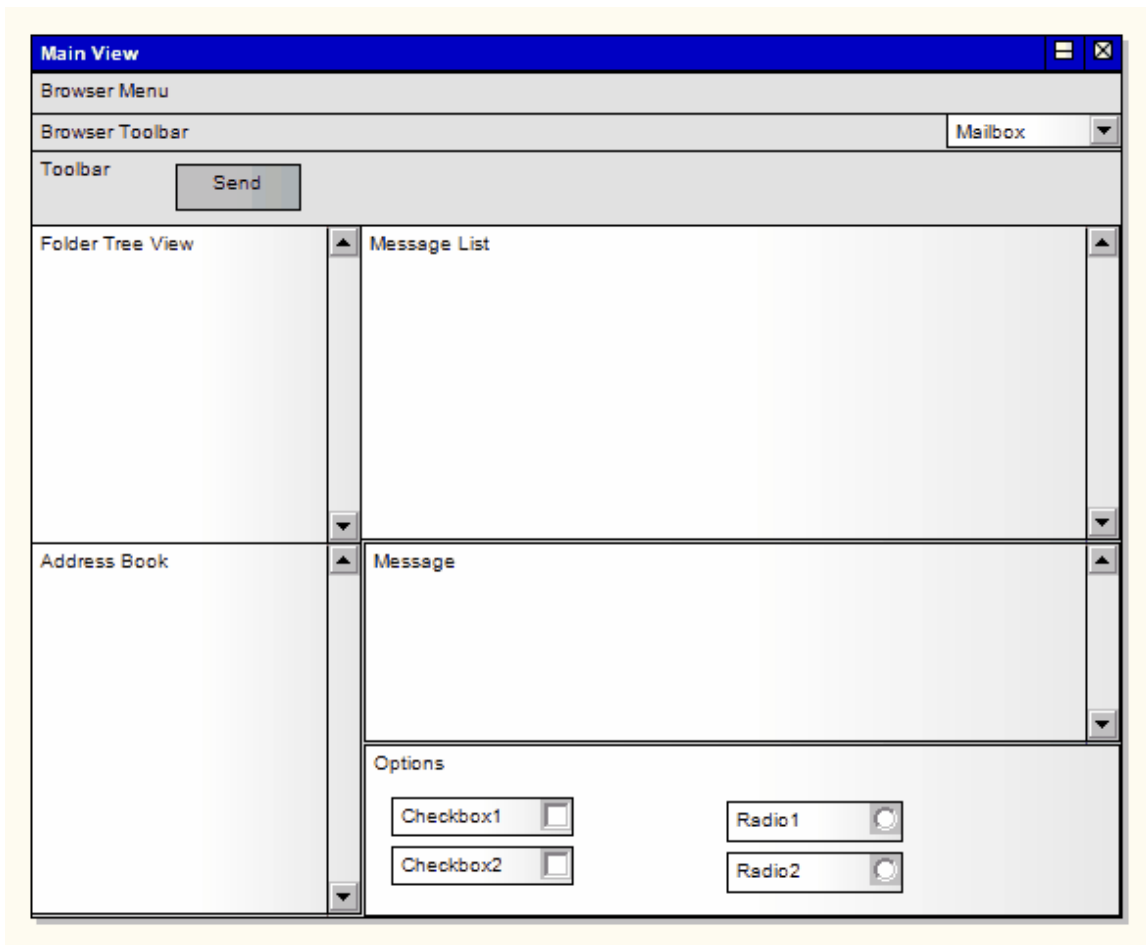 Main View
Browser Menu
Browser Toolbar
Mailbox
Toolbar
Send
Folder Tree View
Message List
Address Book
Message
Options
Checkbox1
Radio1
Checkbox2
Radio2